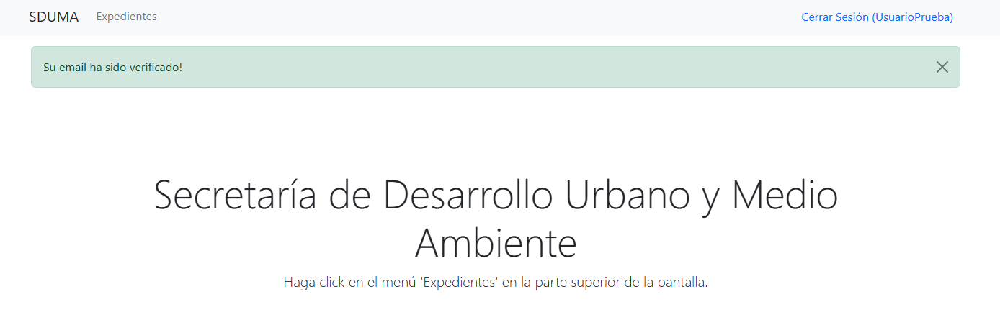 SDUMA Expedientes Cerrar Sesión (UsuarioPrueba)
Su email ha sido verificado!
Secretaría de Desarrollo Urbano y Medio
Ambiente
Haga click en el menú 'Expedientes' en la parte superior de la pantalla.